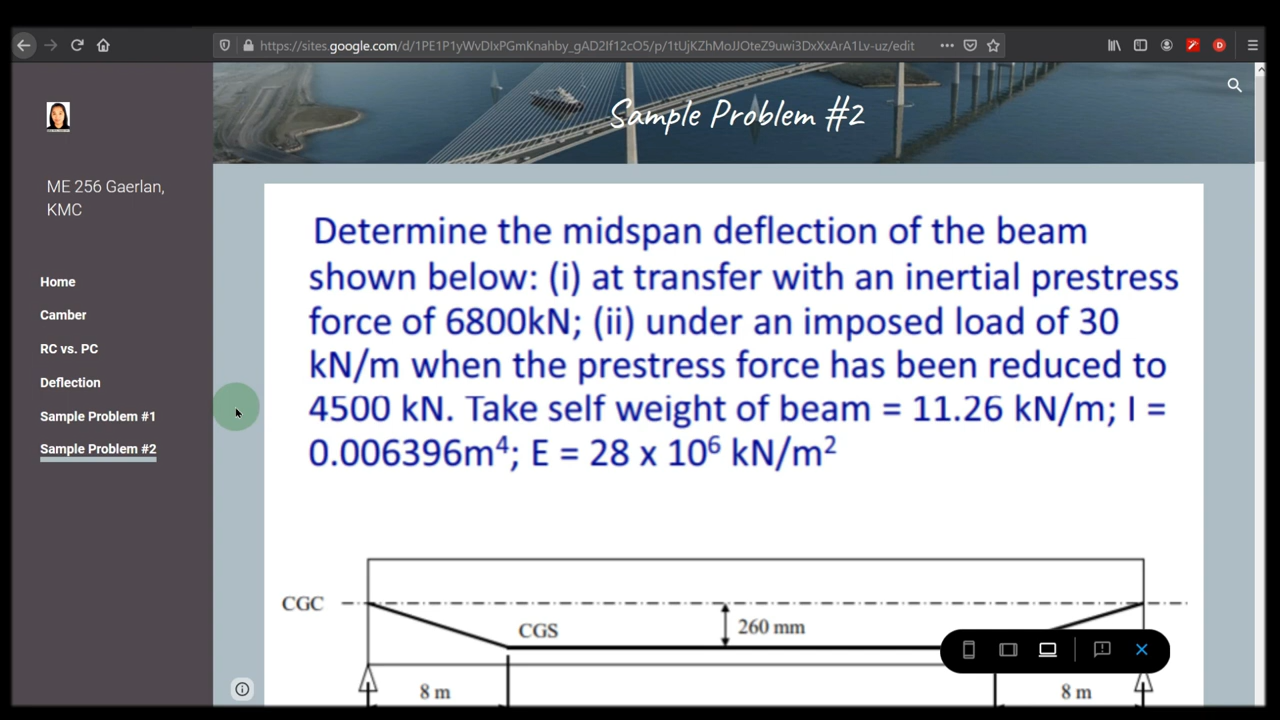 https://sites.google.com/d/1PE1P1yWvDIxPGmKnahby_gAD2If12cO5/p/1tUjKZhMoJJOteZ9uwi3DxXxArA1Lv-uz/edit
D
Sample Problem #2
ME 256 Gaerlan,
KMC
Home
Camber
RC vs. PC
Deflection
Sample Problem #1
Sample Problem #2
Determine the midspan deflection of the beam
shown below: (i) at transfer with an inertial prestress
force of 6800kN; (ii) under an imposed load of 30
kN/m when the prestress force has been reduced to
4500 kN. Take self weight of beam = 11.26 kN/m; I =
0.006396m⁴; E = 28 x 10⁶ kN/m²
CGC
CGS
260 mm
8 m
8 m